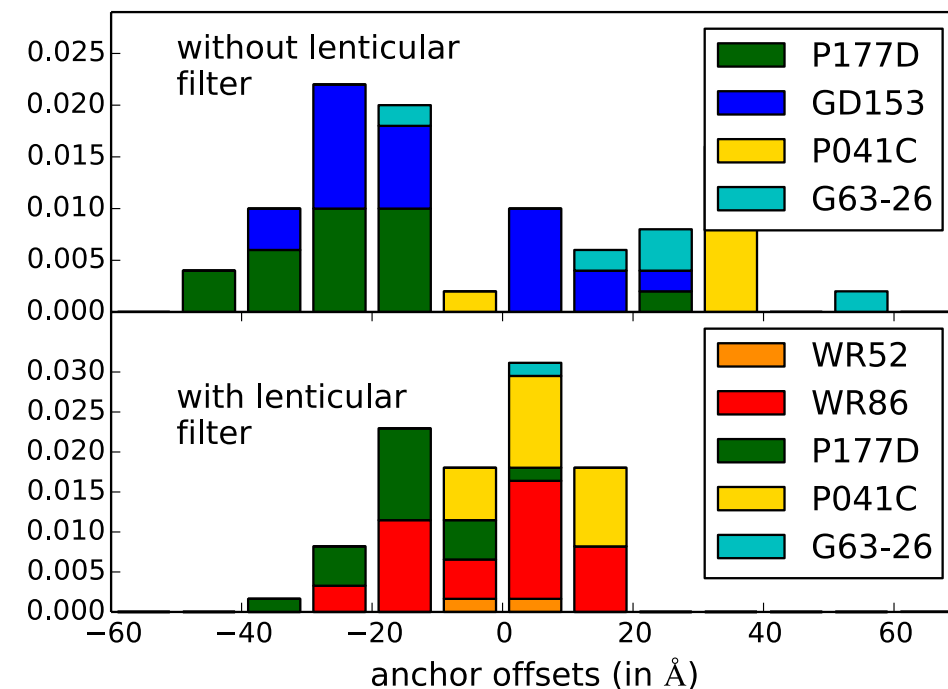 0.025
0.020
0.015
0.010
0.005
0.000
without lenticular
filter
P177D
GD153
P041C
G63-26
0.030
0.025
0.020
0.015
0.010
0.005
0.000
with lenticular
filter
WR52
WR86
P177D
P041C
G63-26
−60 −40 −20 0 20 40 60
anchor offsets (in Å)